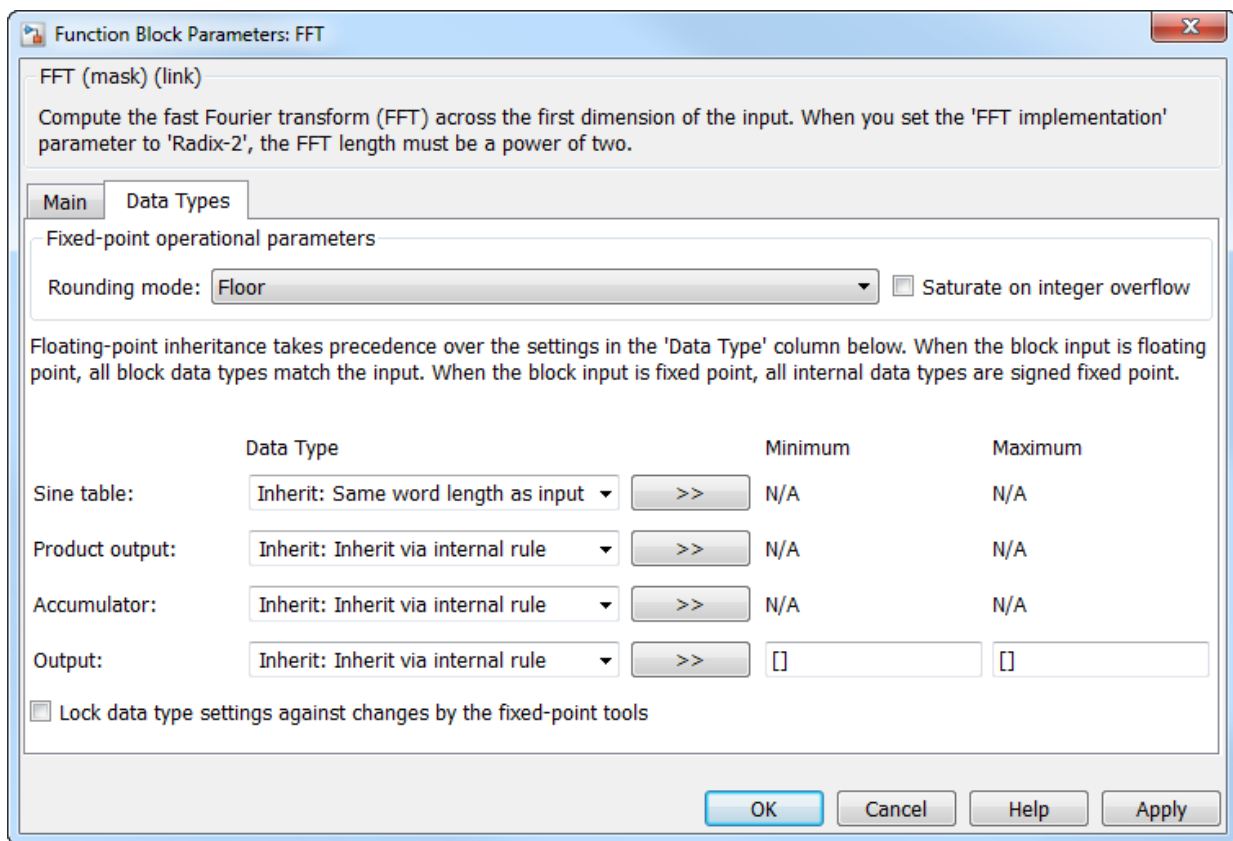 Function Block Parameters: FFT
FFT (mask) (link)
Compute the fast Fourier transform (FFT) across the first dimension of the input. When you set the 'FFT implementation'
parameter to 'Radix-2', the FFT length must be a power of two.
Main Data Types
Fixed-point operational parameters
Rounding mode: Floor Saturate on integer overflow
Floating-point inheritance takes precedence over the settings in the 'Data Type' column below. When the block input is floating
point, all block data types match the input. When the block input is fixed point, all internal data types are signed fixed point.
Data Type Minimum Maximum
Sine table: Inherit: Same word length as input >> N/A N/A
Product output: Inherit: Inherit via internal rule >> N/A N/A
Accumulator: Inherit: Inherit via internal rule >> N/A N/A
Output: Inherit: Inherit via internal rule >> [] []
Lock data type settings against changes by the fixed-point tools
OK Cancel Help Apply